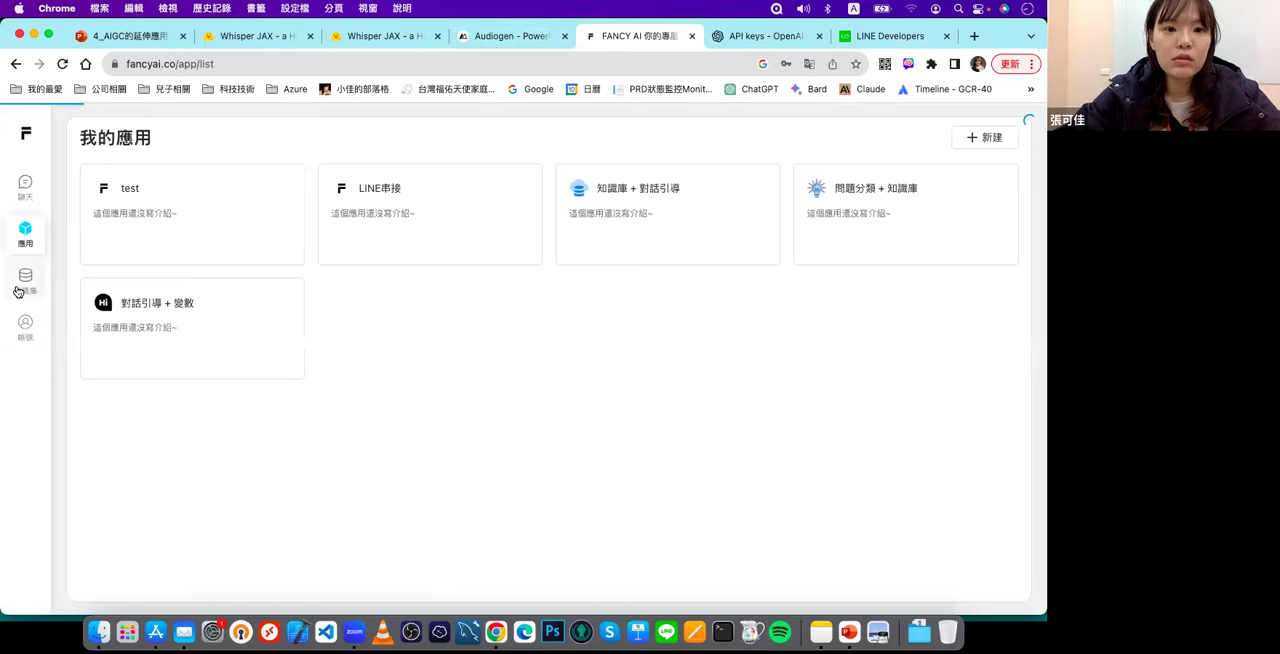 Chrome 檔案 編輯 檢視 歷史記錄 書籤 設定檔 分頁 視窗 說明
4_AIGC的延伸應用 Whisper JAX - a H Whisper JAX - a H Audiogen - Power FANCY AI 你的專屬 API keys - OpenAI LINE Developers
fancyai.co/app/list 更新
我的最愛 公司相關 兒子相關 科技技術 Azure 小佳的部落格 台灣福佑天使家庭... Google 日曆 PRD狀態監控Monit... ChatGPT Bard Claude Timeline - GCR-40 »
張可佳
我的應用
新建
聊天
應用
帳號
test
這個應用還沒寫介紹~
LINE串接
這個應用還沒寫介紹~
知識庫 + 對話引導
這個應用還沒寫介紹~
問題分類 + 知識庫
這個應用還沒寫介紹~
Hi 對話引導 + 變數
這個應用還沒寫介紹~
zoom Ps